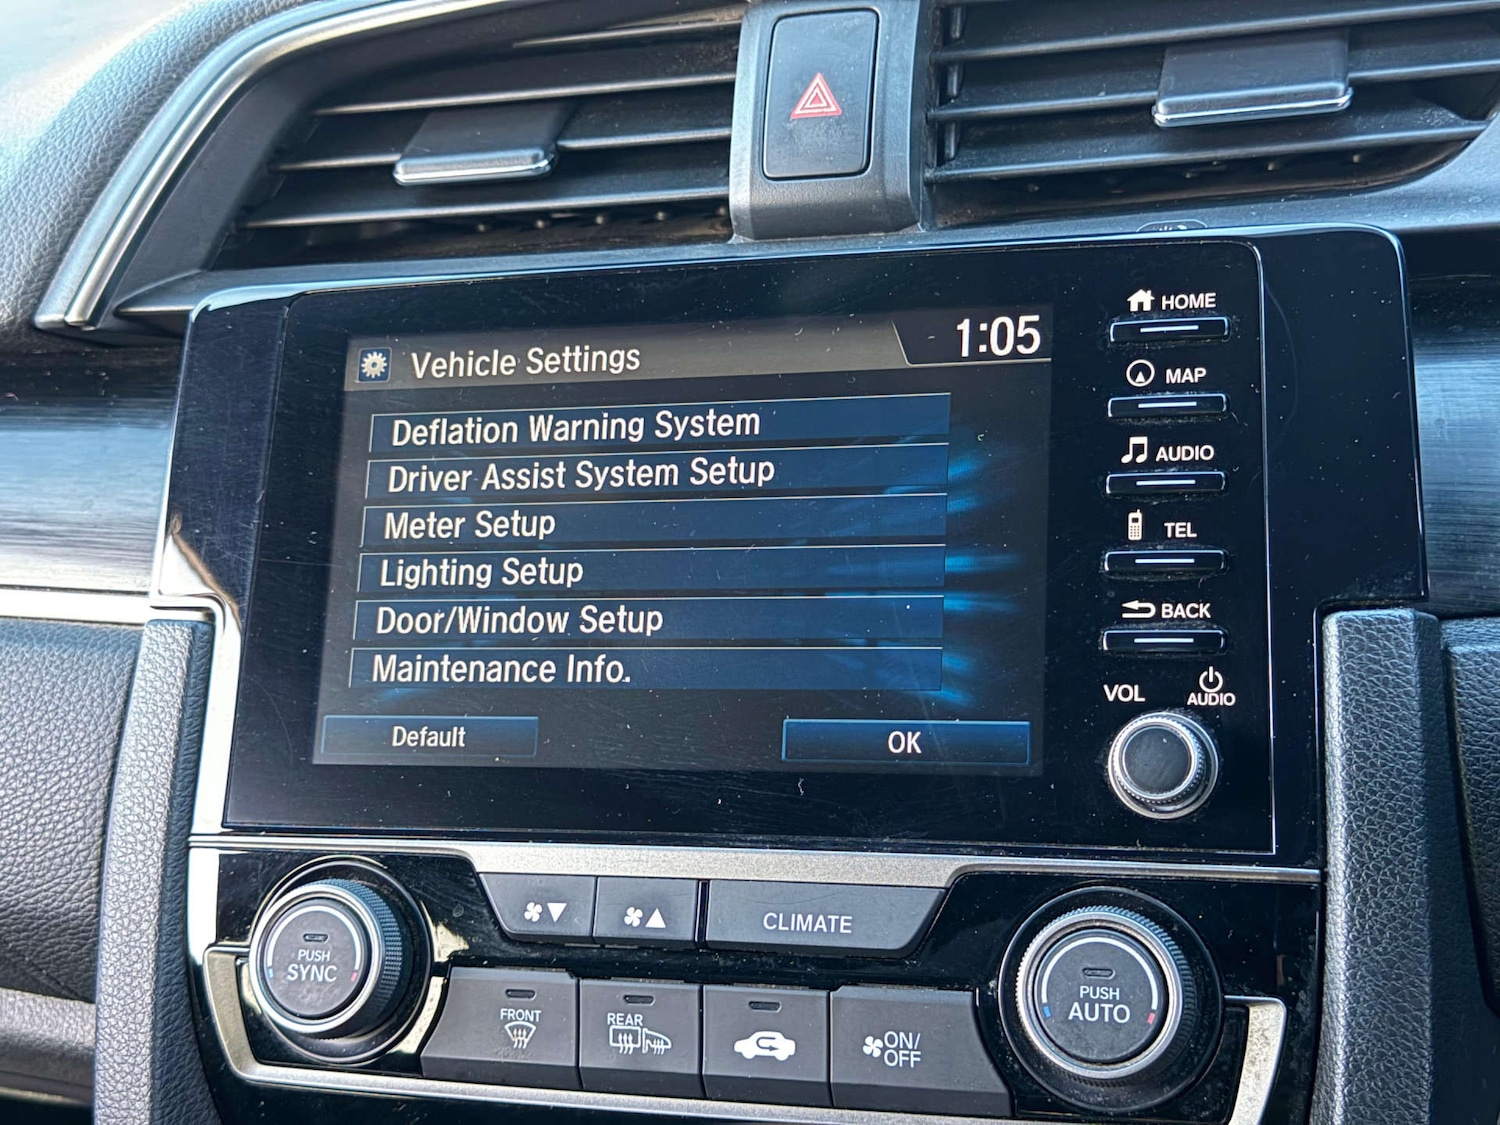 Vehicle Settings
1:05
Deflation Warning System
Driver Assist System Setup
Meter Setup
Lighting Setup
Door/Window Setup
Maintenance Info.
Default
OK
HOME
MAP
AUDIO
TEL
BACK
VOL
AUDIO
CLIMATE
PUSH
SYNC
FRONT
REAR
ON/
OFF
PUSH
AUTO